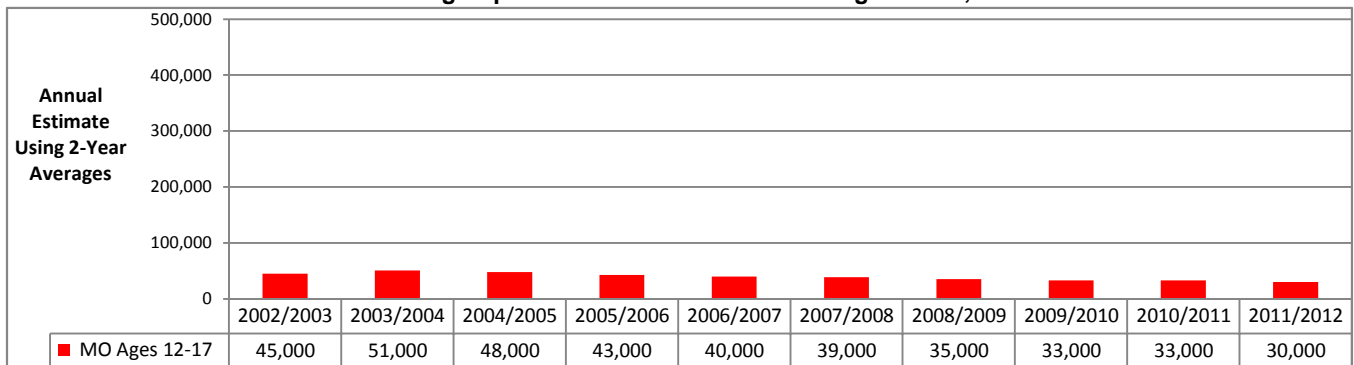 500,000
400,000
300,000
200,000
100,000
0
Annual
Estimate
Using 2-Year
Averages
2002/2003 2003/2004 2004/2005 2005/2006 2006/2007 2007/2008 2008/2009 2009/2010 2010/2011 2011/2012
MO Ages 12-17 45,000 51,000 48,000 43,000 40,000 39,000 35,000 33,000 33,000 30,000